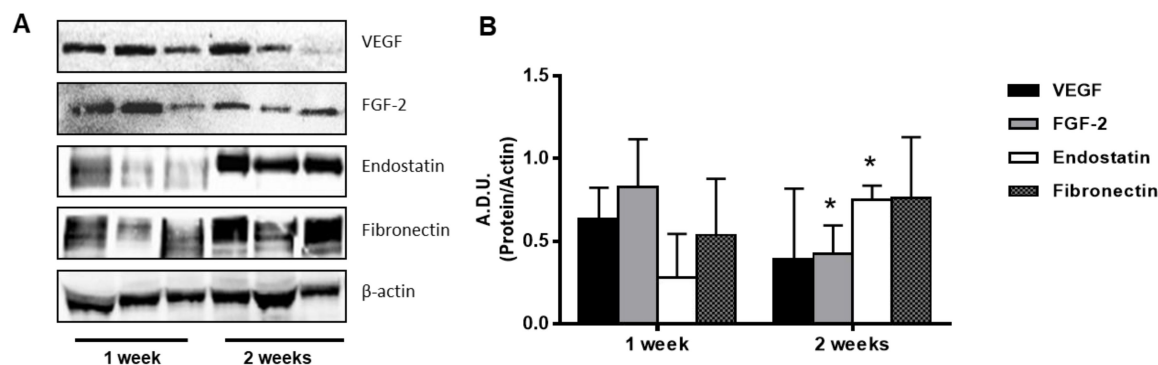 A
VEGF
FGF-2
Endostatin
Fibronectin
β-actin
1 week
2 weeks
B
A.D.U.
(Protein/Actin)
1.5
1.0
0.5
0.0
*
*
1 week
2 weeks
VEGF
FGF-2
Endostatin
Fibronectin